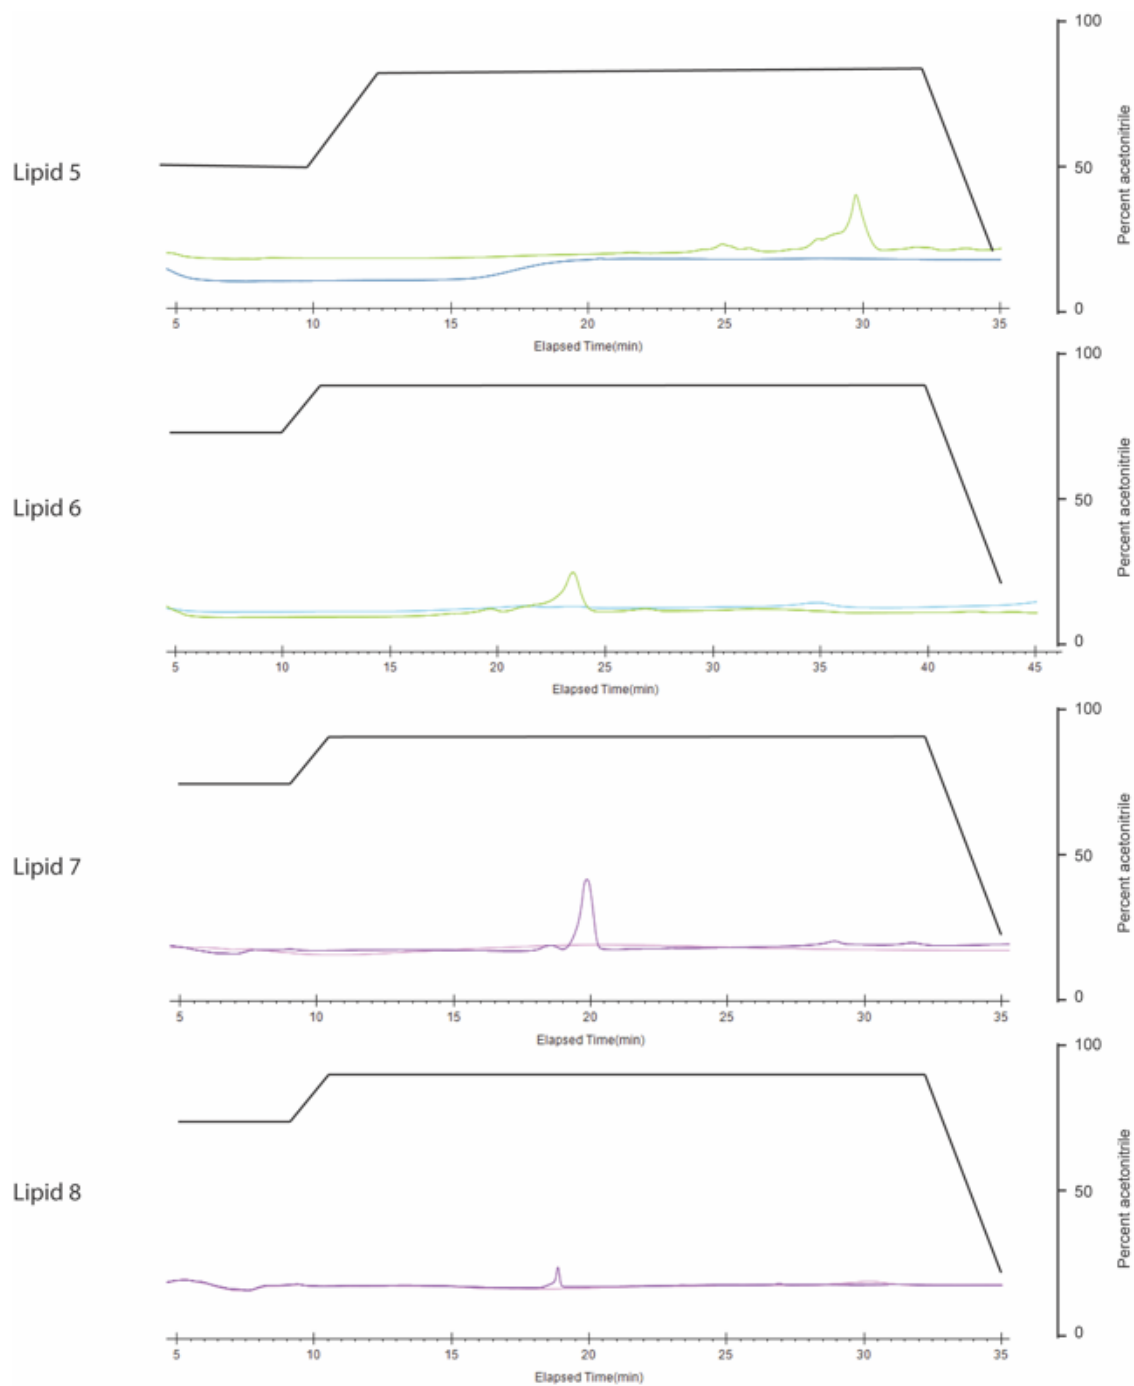 100
Percent acetonitrile
Lipid 5
50
0
5 10 15 20 25 30 35
Elapsed Time(min)
100
Percent acetonitrile
Lipid 6
50
0
5 10 15 20 25 30 35 40 45
Elapsed Time(min)
100
Percent acetonitrile
Lipid 7
50
0
5 10 15 20 25 30 35
Elapsed Time(min)
100
Percent acetonitrile
Lipid 8
50
0
5 10 15 20 25 30 35
Elapsed Time(min)